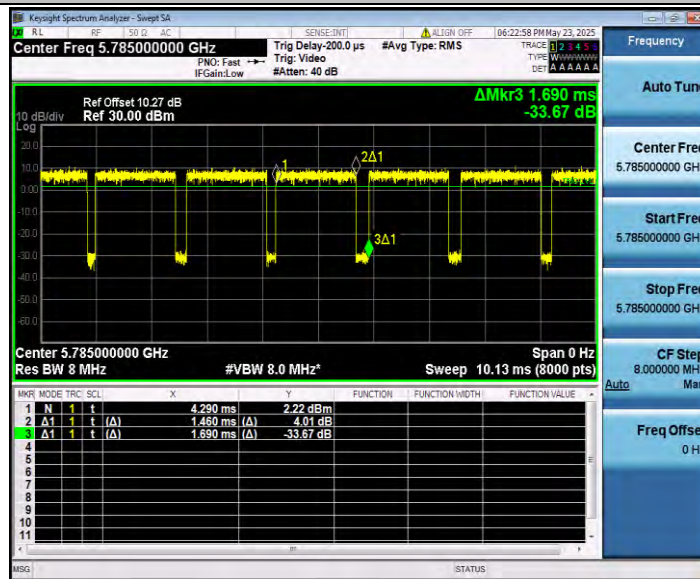 Keysight Spectrum Analyzer - Swept SA
RL RF 50 Ω AC SENSE:INT ALIGN OFF 06:22:58 PM May 23, 2025
Center Freq 5.785000000 GHz
PNO: Fast
IFGain:Low
Trig Delay-200.0 µs
Trig: Video
#Atten: 40 dB
#Avg Type: RMS
TRACE 1 2 3 4 5 6
TYPE W
DET A A A A A A
Frequency
ΔMkr3 1.690 ms
-33.67 dB
Ref Offset 10.27 dB
10 dB/div Ref 30.00 dBm
Log
20.0
10.0
0.00
-10.0
-20.0
-30.0
-40.0
-50.0
-60.0
1
2Δ1
3Δ1
Center 5.785000000 GHz Span 0 Hz
Res BW 8 MHz #VBW 8.0 MHz* Sweep 10.13 ms (8000 pts)
MKR MODE TRC SCL X Y FUNCTION FUNCTION WIDTH FUNCTION VALUE
1 N 1 t 4.290 ms 2.22 dBm
2 Δ1 1 t (Δ) 1.460 ms (Δ) 4.01 dB
3 Δ1 1 t (Δ) 1.690 ms (Δ) -33.67 dB
4
5
6
7
8
9
10
11
MSG STATUS
Auto Tun
Center Fre
5.785000000 GH
Start Fre
5.785000000 GH
Stop Fre
5.785000000 GH
CF Ste
8.000000 MH
Auto Ma
Freq Offse
0 H